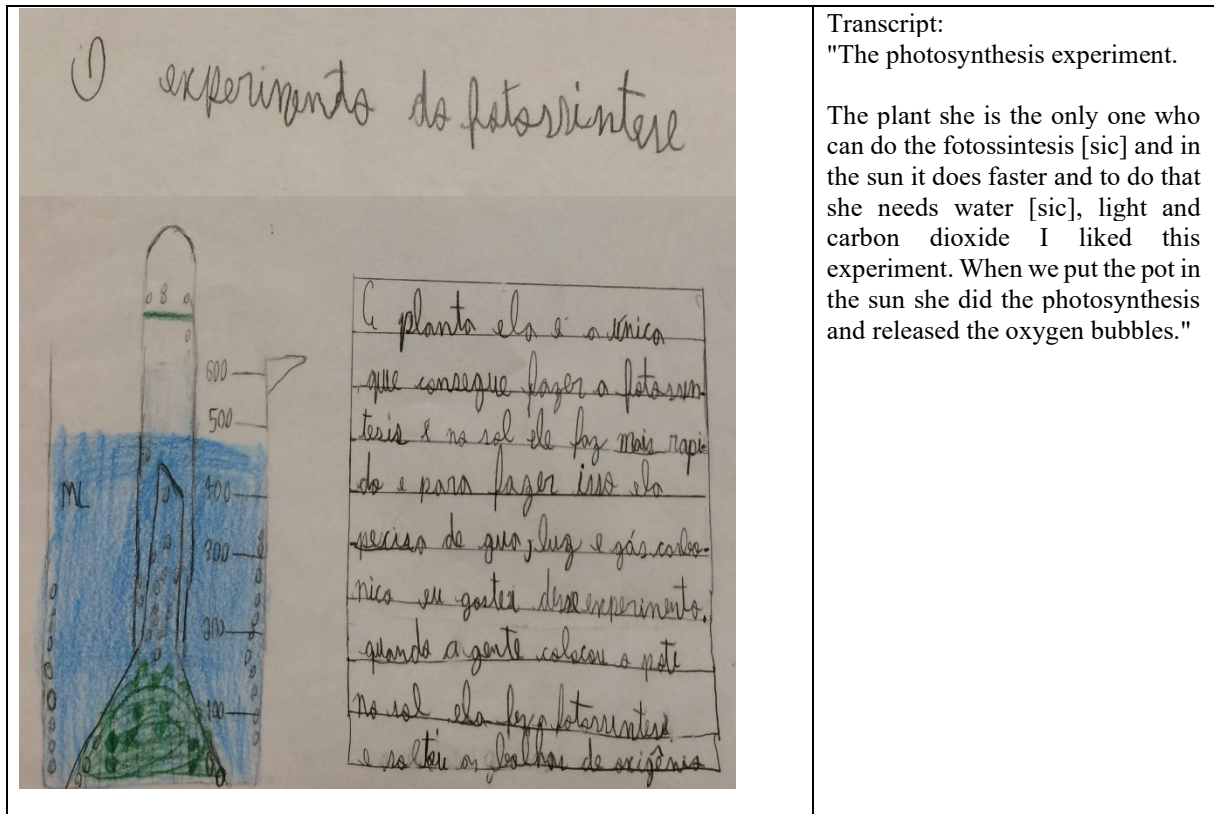 ① experimento do fotossintese
8
600
500
ML
400
300
200
100
A planta ela é a única
que consegue fazer a fotossin-
tesis e no sol ele faz mais rapi-
do e para fazer isso ela
peciso de gua, luz e gás carbo-
nico eu gostei desse experimento.
quando a gente colocou o pote
no sol ela fez a fotossintese
e soltou as bolhas de oxigênio
Transcript:
"The photosynthesis experiment.
The plant she is the only one who
can do the fotossintesis [sic] and in
the sun it does faster and to do that
she needs water [sic], light and
carbon dioxide I liked this
experiment. When we put the pot in
the sun she did the photosynthesis
and released the oxygen bubbles."